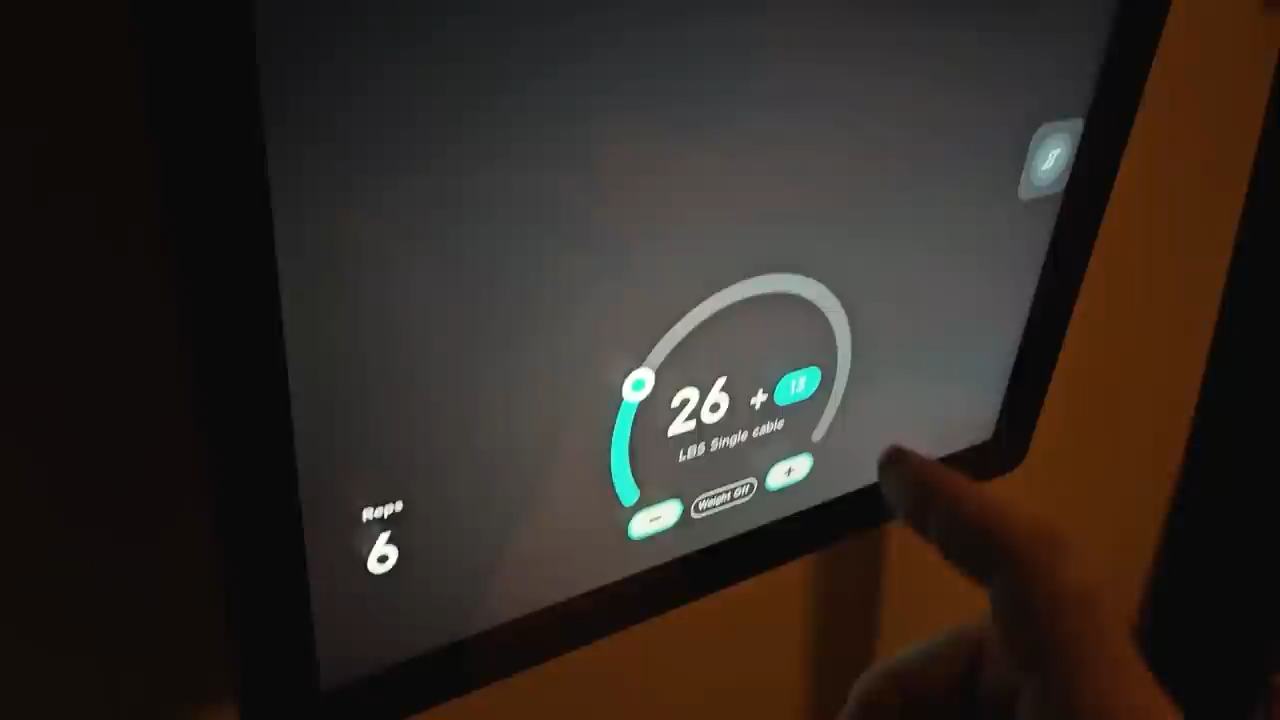 26 +
LBS Single cable
− Weight Off +
Reps
6